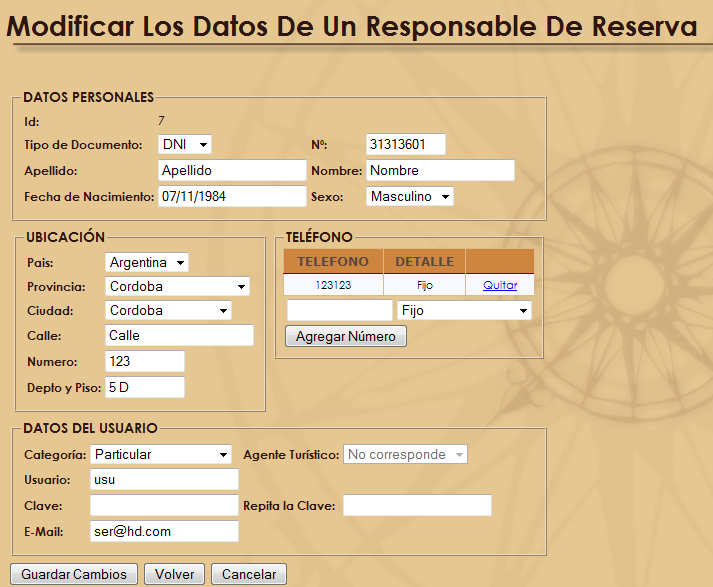 Modificar Los Datos De Un Responsable De Reserva
DATOS PERSONALES
Id: 7
Tipo de Documento: DNI Nº: 31313601
Apellido: Apellido Nombre: Nombre
Fecha de Nacimiento: 07/11/1984 Sexo: Masculino
UBICACIÓN
Pais: Argentina
Provincia: Cordoba
Ciudad: Cordoba
Calle: Calle
Numero: 123
Depto y Piso: 5 D
TELÉFONO
TELEFONO DETALLE
123123 Fijo Quitar
Fijo
Agregar Número
DATOS DEL USUARIO
Categoría: Particular Agente Turístico: No corresponde
Usuario: usu
Clave: Repita la Clave:
E-Mail: ser@hd.com
Guardar Cambios Volver Cancelar